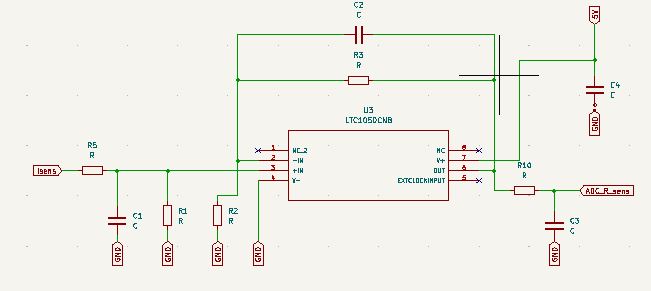 C2
C
5V
R3
R
C4
C
GND
U3
LTC1050CN8
R5
R
1
NC_2
NC
8
2
-IN
V+
7
Isens
3
+IN
OUT
6
R10
R
4
V-
EXTCLOCKINPUT
5
ADC_R_sens
C1
C
R1
R
R2
R
C3
C
GND
GND
GND
GND
GND